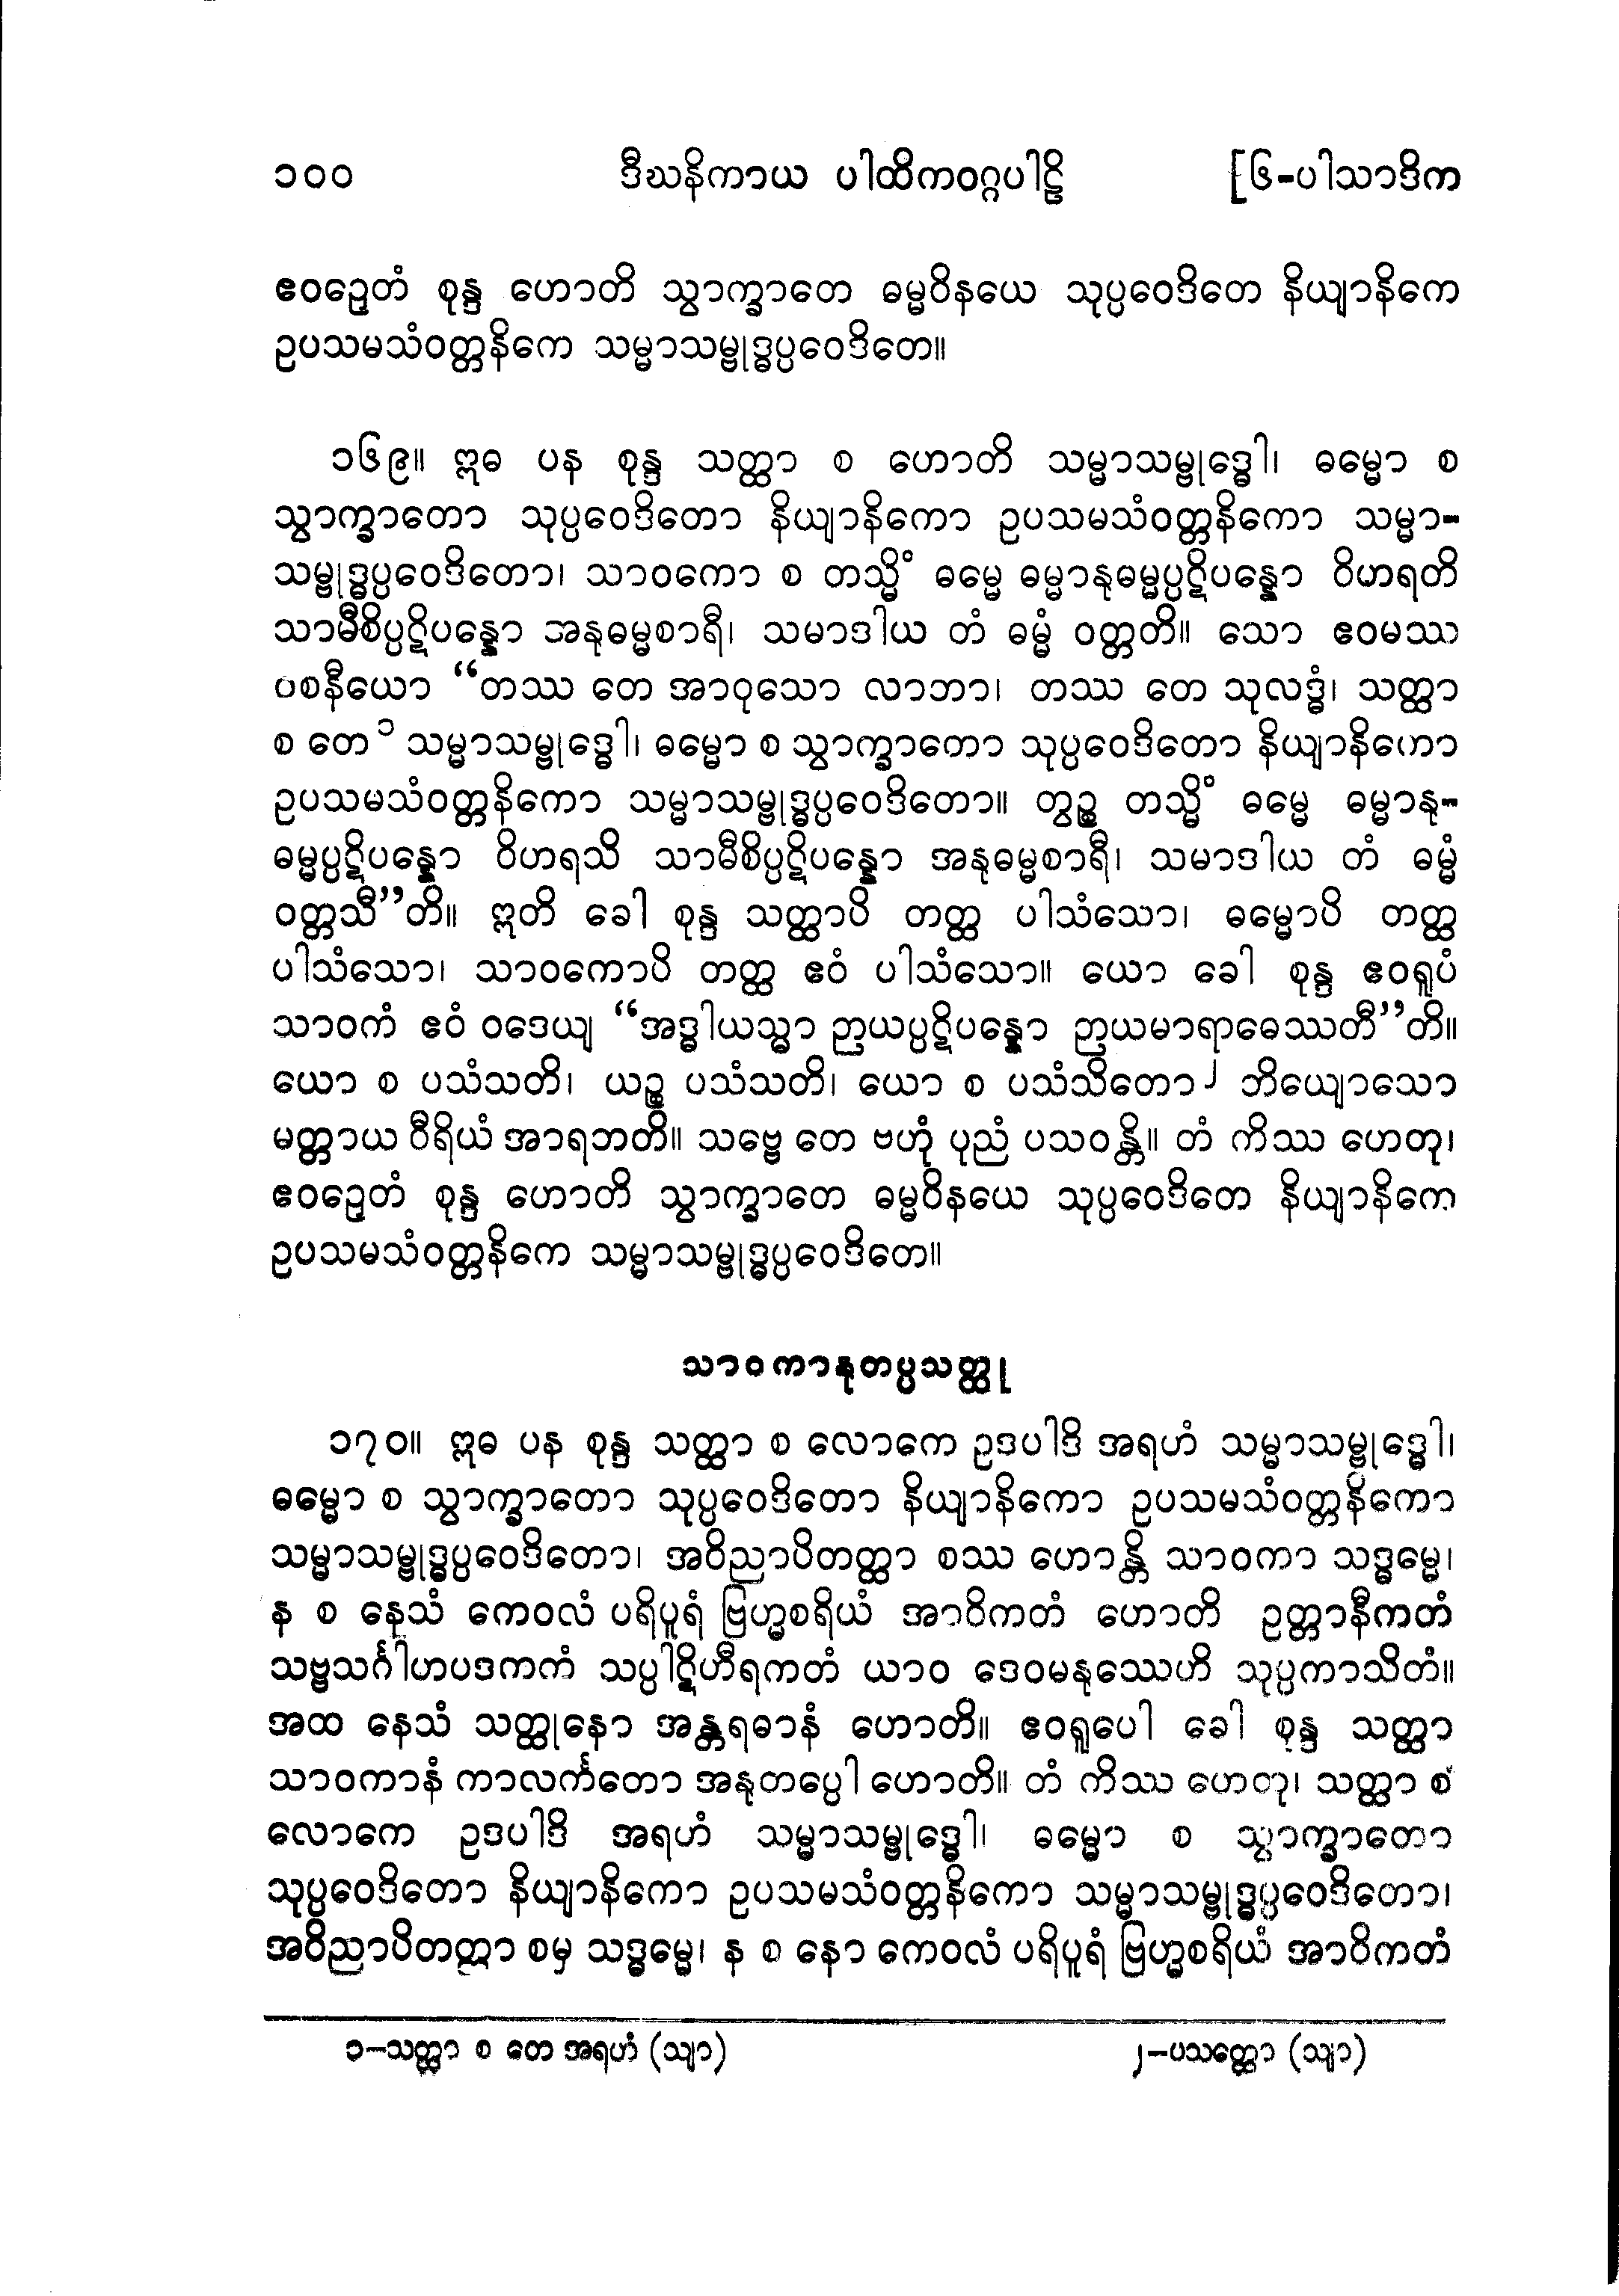 ၁၀၀ ဒီဃနိကာယ ပါထိကဝဂ္ဂပါဠိ [၆-ပါသာဒိက
ဧဝဉှေတံ စုန္ဒ ဟောတိ သွာက္ခာတေ ဓမ္မဝိနယေ သုပ္ပဝေဒိတေ နိယျာနိကေ
ဥပသမသံဝတ္တနိကေ သမ္မာသမ္ဗုဒ္ဓပ္ပဝေဒိတေ။
၁၆၉။ ဣဓ ပန စုန္ဒ သတ္ထာ စ ဟောတိ သမ္မာသမ္ဗုဒ္ဓေါ၊ ဓမ္မော စ
သွာက္ခာတော သုပ္ပဝေဒိတော နိယျာနိကော ဥပသမသံဝတ္တနိကော သမ္မာ-
သမ္ဗုဒ္ဓပ္ပဝေဒိတော၊ သာဝကော စ တသ္မိံ ဓမ္မေ ဓမ္မာနုဓမ္မပ္ပဋိပန္နော ဝိဟရတိ
သာမီစိပ္ပဋိပန္နော အနုဓမ္မစာရီ၊ သမာဒါယ တံ ဓမ္မံ ဝတ္တတိ။ သော ဧဝမဿ
ဝစနီယော “တဿ တေ အာဝုသော လာဘာ၊ တဿ တေ သုလဒ္ဓံ၊ သတ္ထာ
စ တေ ၁ သမ္မာသမ္ဗုဒ္ဓေါ၊ ဓမ္မော စ သွာက္ခာတော သုပ္ပဝေဒိတော နိယျာနိကော
ဥပသမသံဝတ္တနိကော သမ္မာသမ္ဗုဒ္ဓပ္ပဝေဒိတော။ တွဉ္စ တသ္မိံ ဓမ္မေ ဓမ္မာနု-
ဓမ္မပ္ပဋိပန္နော ဝိဟရသိ သာမီစိပ္ပဋိပန္နော အနုဓမ္မစာရီ၊ သမာဒါယ တံ ဓမ္မံ
ဝတ္တသီ”တိ။ ဣတိ ခေါ စုန္ဒ သတ္ထာပိ တတ္ထ ပါသံသော၊ ဓမ္မောပိ တတ္ထ
ပါသံသော၊ သာဝကောပိ တတ္ထ ဧဝံ ပါသံသော။ ယော ခေါ စုန္ဒ ဧဝရူပံ
သာဝကံ ဧဝံ ဝဒေယျ “အဒ္ဓါယသ္မာ ဉာယပ္ပဋိပန္နော ဉာယမာရာဓေဿတီ”တိ။
ယော စ ပသံသတိ၊ ယဉ္စ ပသံသတိ၊ ယော စ ပသံသိတော ၂ ဘိယျောသော
မတ္တာယ ဝီရိယံ အာရဘတိ။ သဗ္ဗေ တေ ဗဟုံ ပုညံ ပသဝန္တိ။ တံ ကိဿ ဟေတု၊
ဧဝဉှေတံ စုန္ဒ ဟောတိ သွာက္ခာတေ ဓမ္မဝိနယေ သုပ္ပဝေဒိတေ နိယျာနိကေ
ဥပသမသံဝတ္တနိကေ သမ္မာသမ္ဗုဒ္ဓပ္ပဝေဒိတေ။
သာဝကာနုတပ္ပသတ္ထု
၁၇၀။ ဣဓ ပန စုန္ဒ သတ္ထာ စ လောကေ ဥဒပါဒိ အရဟံ သမ္မာသမ္ဗုဒ္ဓေါ၊
ဓမ္မော စ သွာက္ခာတော သုပ္ပဝေဒိတော နိယျာနိကော ဥပသမသံဝတ္တနိကော
သမ္မာသမ္ဗုဒ္ဓပ္ပဝေဒိတော၊ အဝိညာပိတတ္ထာ စဿ ဟောန္တိ သာဝကာ သဒ္ဓမ္မေ၊
န စ နေသံ ကေဝလံ ပရိပူရံ ဗြဟ္မစရိယံ အာဝိကတံ ဟောတိ ဥတ္တာနီကတံ
သဗ္ဗသင်္ဂါဟပဒကတံ သပ္ပါဋိဟီရကတံ ယာဝ ဒေဝမနုဿေဟိ သုပ္ပကာသိတံ။
အထ နေသံ သတ္ထုနော အန္တရဓာနံ ဟောတိ။ ဧဝရူပေါ ခေါ စုန္ဒ သတ္ထာ
သာဝကာနံ ကာလင်္ကတော အနုတပ္ပေါ ဟောတိ။ တံ ကိဿ ဟေတု၊ သတ္ထာ စ
လောကေ ဥဒပါဒိ အရဟံ သမ္မာသမ္ဗုဒ္ဓေါ၊ ဓမ္မော စ သွာက္ခာတော
သုပ္ပဝေဒိတော နိယျာနိကော ဥပသမသံဝတ္တနိကော သမ္မာသမ္ဗုဒ္ဓပ္ပဝေဒိတော၊
အဝိညာပိတတ္ထာ စမှ သဒ္ဓမ္မေ၊ န စ နော ကေဝလံ ပရိပူရံ ဗြဟ္မစရိယံ အာဝိကတံ
၁-သတ္ထာ စ တေ အရဟံ (သျာ) ၂-ပသတ္ထော (သျာ)